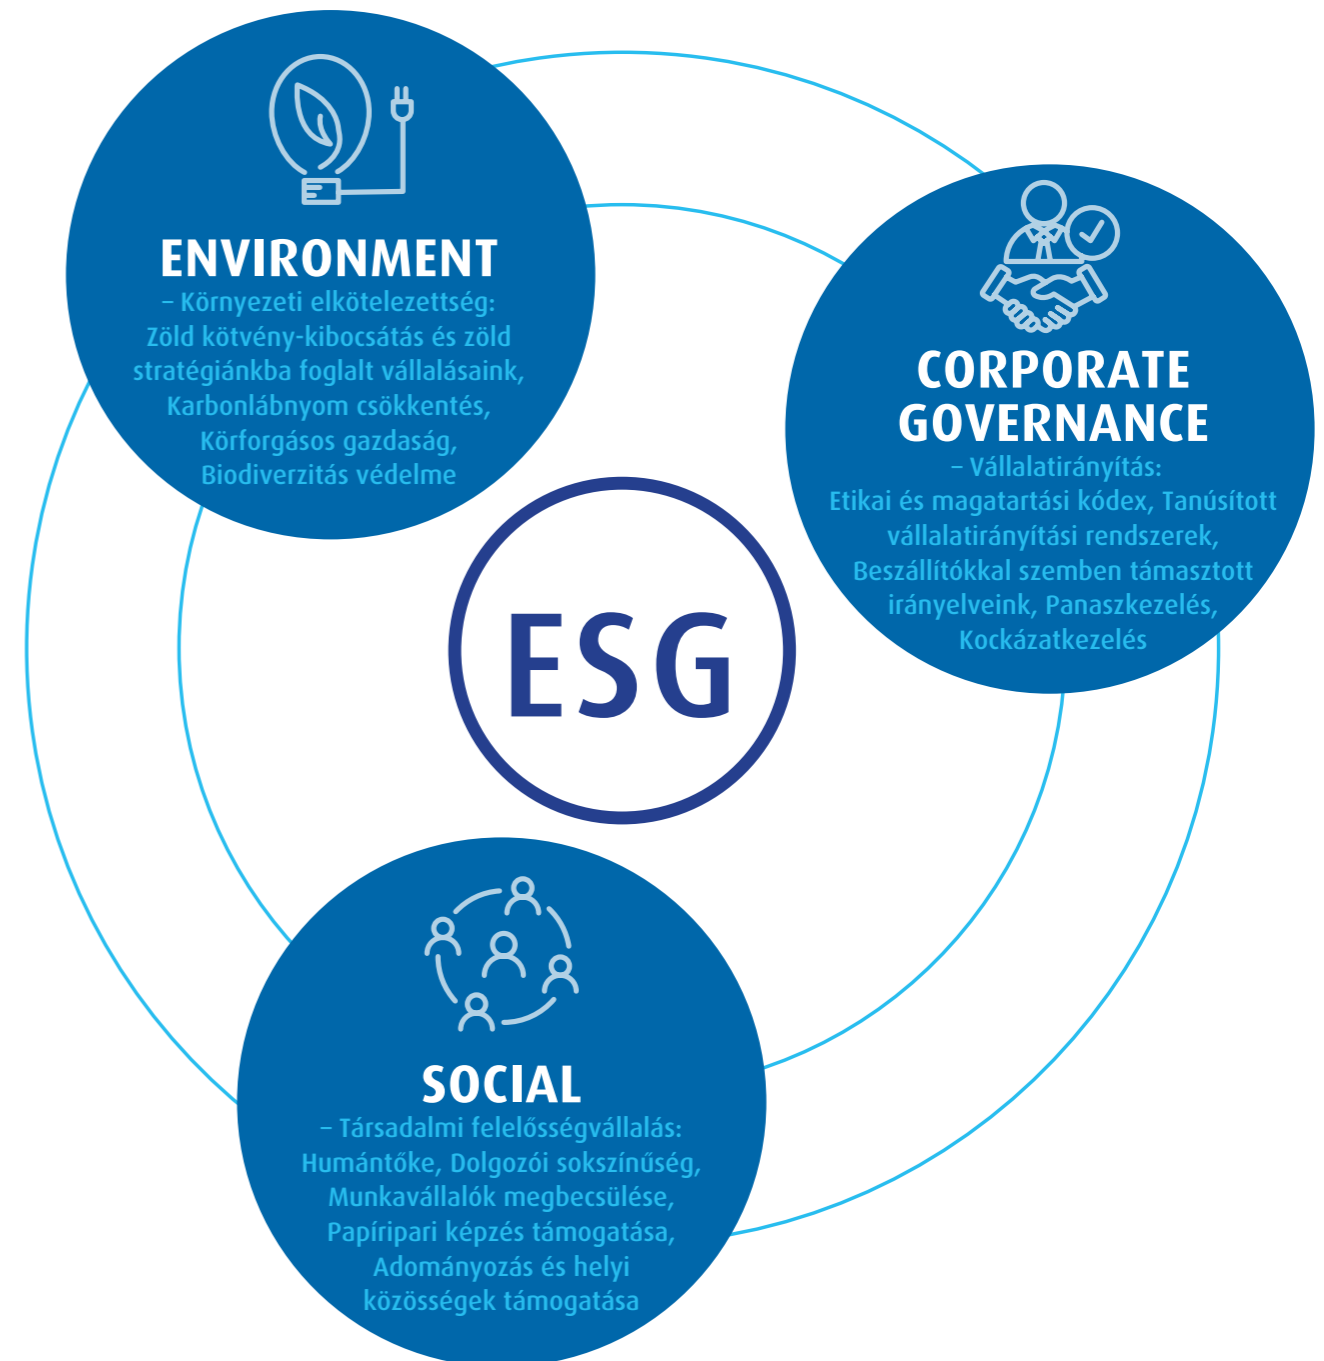 ENVIRONMENT
– Környezeti elkötelezettség:
Zöld kötvény-kibocsátás és zöld
stratégiánkba foglalt vállalásaink,
Karbonlábnyom csökkentés,
Körforgásos gazdaság,
Biodiverzitás védelme
CORPORATE
GOVERNANCE
– Vállalatirányítás:
Etikai és magatartási kódex, Tanúsított
vállalatirányítási rendszerek,
Beszállítókkal szemben támasztott
irányelveink, Panaszkezelés,
Kockázatkezelés
ESG
SOCIAL
– Társadalmi felelősségvállalás:
Humántőke, Dolgozói sokszínűség,
Munkavállalók megbecsülése,
Papíripari képzés támogatása,
Adományozás és helyi
közösségek támogatása